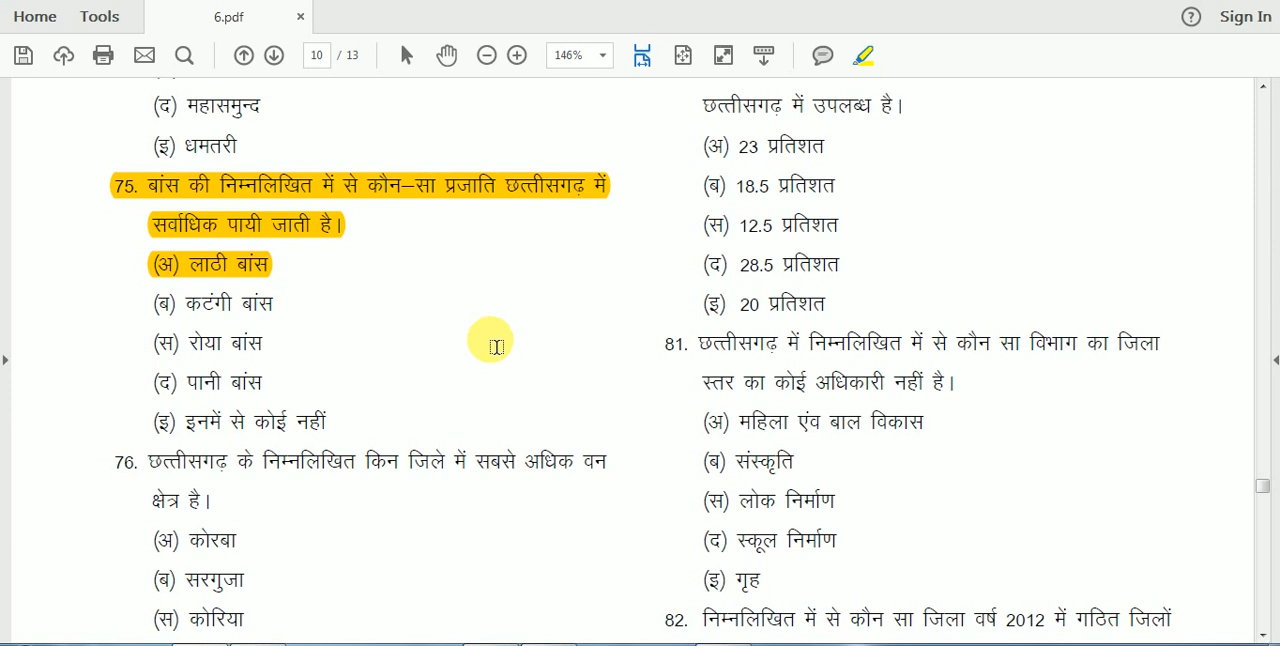 Home Tools 6.pdf × ? Sign In
10 / 13 146%
(द) महासमुन्द
(इ) धमतरी
75. बांस की निम्नलिखित में से कौन–सा प्रजाति छत्तीसगढ़ में
सर्वाधिक पायी जाती है।
(अ) लाठी बांस
(ब) कटंगी बांस
(स) रोया बांस
(द) पानी बांस
(इ) इनमें से कोई नहीं
76. छत्तीसगढ़ के निम्नलिखित किन जिले में सबसे अधिक वन
क्षेत्र है।
(अ) कोरबा
(ब) सरगुजा
(स) कोरिया
छत्तीसगढ़ में उपलब्ध है।
(अ) 23 प्रतिशत
(ब) 18.5 प्रतिशत
(स) 12.5 प्रतिशत
(द) 28.5 प्रतिशत
(इ) 20 प्रतिशत
81. छत्तीसगढ़ में निम्नलिखित में से कौन सा विभाग का जिला
स्तर का कोई अधिकारी नहीं है।
(अ) महिला एंव बाल विकास
(ब) संस्कृति
(स) लोक निर्माण
(द) स्कूल निर्माण
(इ) गृह
82. निम्नलिखित में से कौन सा जिला वर्ष 2012 में गठित जिलों